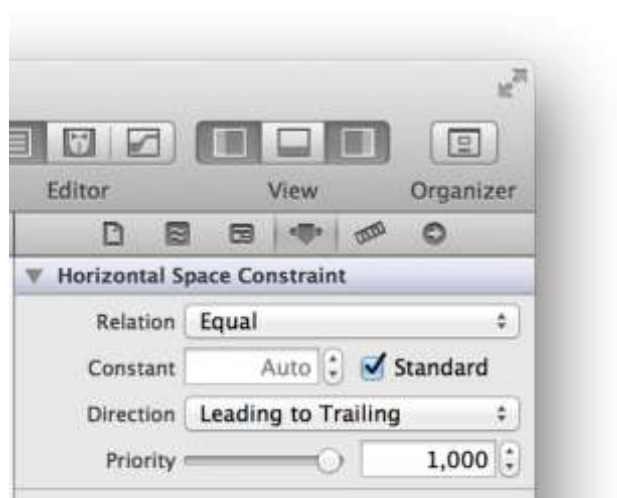 Editor View Organizer
Horizontal Space Constraint
Relation Equal
Constant Auto Standard
Direction Leading to Trailing
Priority 1,000